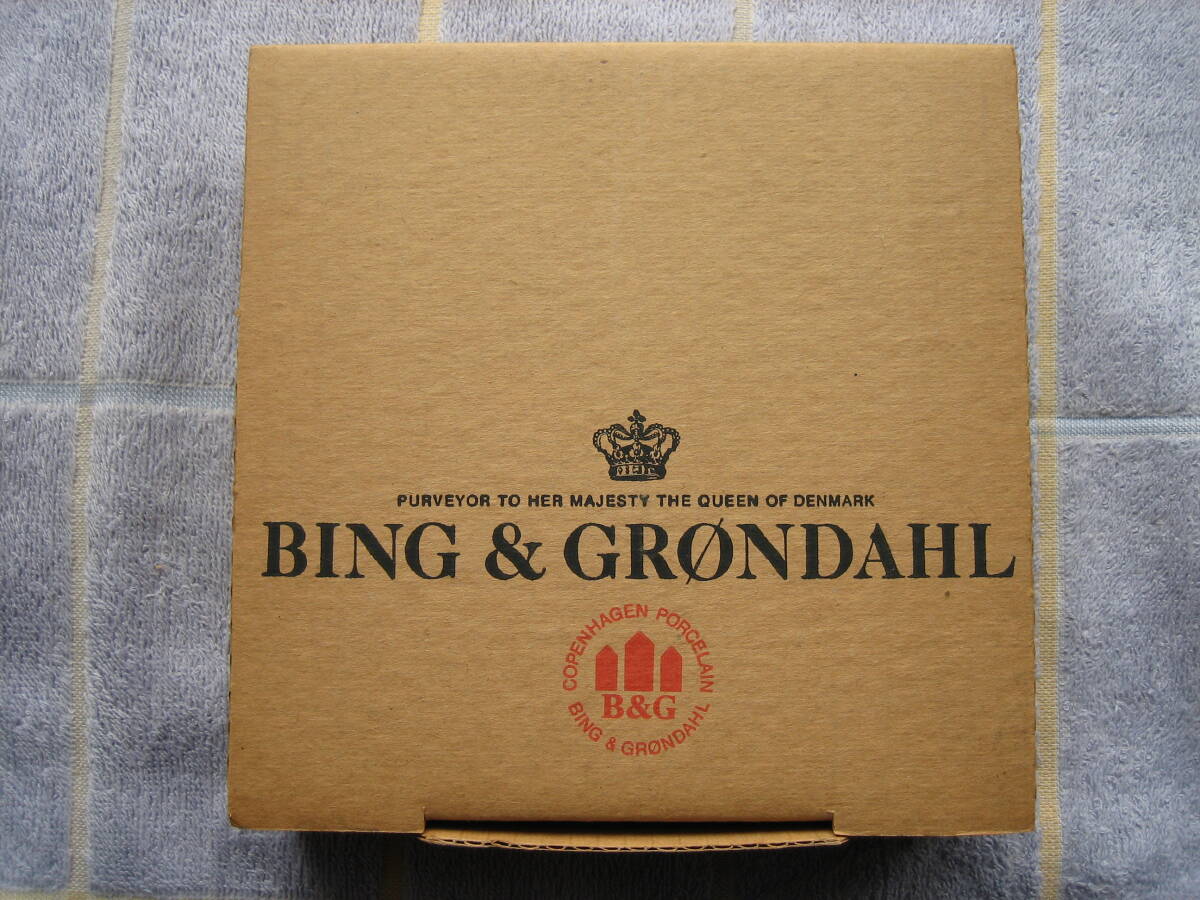 PURVEYOR TO HER MAJESTY THE QUEEN OF DENMARK
BING & GRØNDAHL
COPENHAGEN PORCELAIN
B&G
BING & GRØNDAHL